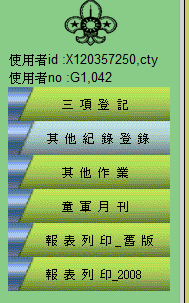 使用者id :X120357250,cty
使用者no :G1,042
三項登記
其他紀錄登錄
其他作業
童軍月刊
報表列印_舊版
報表列印_2008